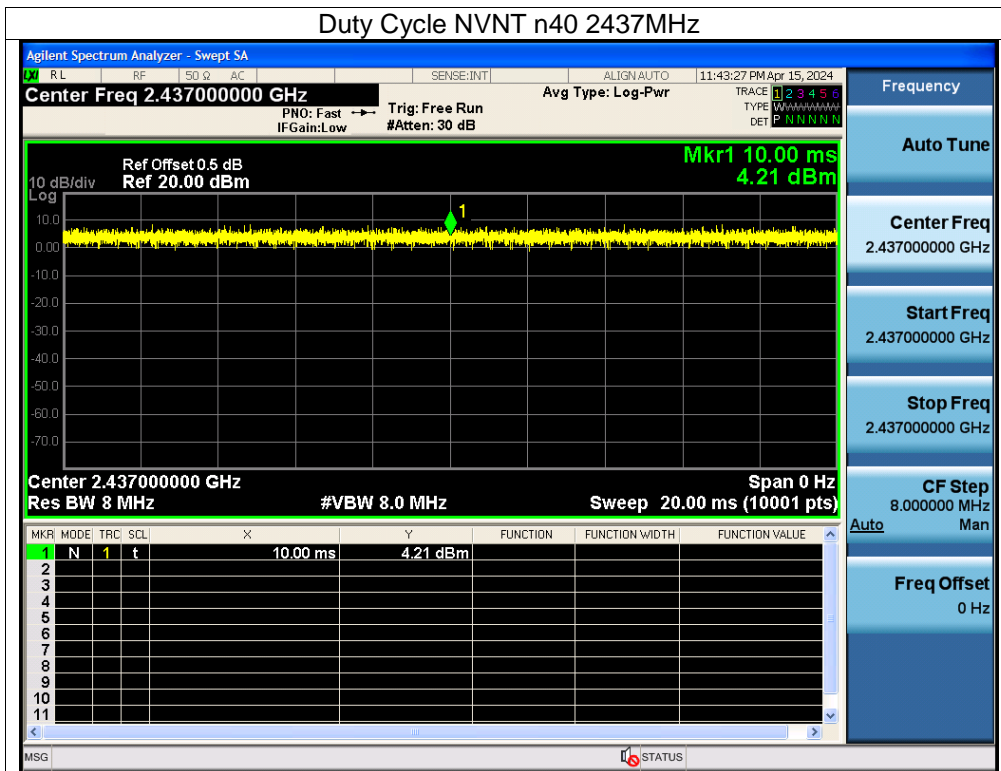 Duty Cycle NVNT n40 2437MHz
Agilent Spectrum Analyzer - Swept SA
LXI RL RF 50 Ω AC SENSE:INT ALIGN AUTO 11:43:27 PM Apr 15, 2024
Center Freq 2.437000000 GHz Avg Type: Log-Pwr TRACE 1 2 3 4 5 6
PNO: Fast Trig: Free Run TYPE WWWWWW
IFGain:Low #Atten: 30 dB DET P N N N N N
Frequency
Auto Tune
Center Freq
2.437000000 GHz
Start Freq
2.437000000 GHz
Stop Freq
2.437000000 GHz
CF Step
8.000000 MHz
Auto Man
Freq Offset
0 Hz
Mkr1 10.00 ms
4.21 dBm
Ref Offset 0.5 dB
10 dB/div Ref 20.00 dBm
Log
1
10.0
0.00
-10.0
-20.0
-30.0
-40.0
-50.0
-60.0
-70.0
Center 2.437000000 GHz Span 0 Hz
Res BW 8 MHz #VBW 8.0 MHz Sweep 20.00 ms (10001 pts)
MKR MODE TRC SCL X Y FUNCTION FUNCTION WIDTH FUNCTION VALUE
1 N 1 t 10.00 ms 4.21 dBm
2
3
4
5
6
7
8
9
10
11
MSG STATUS